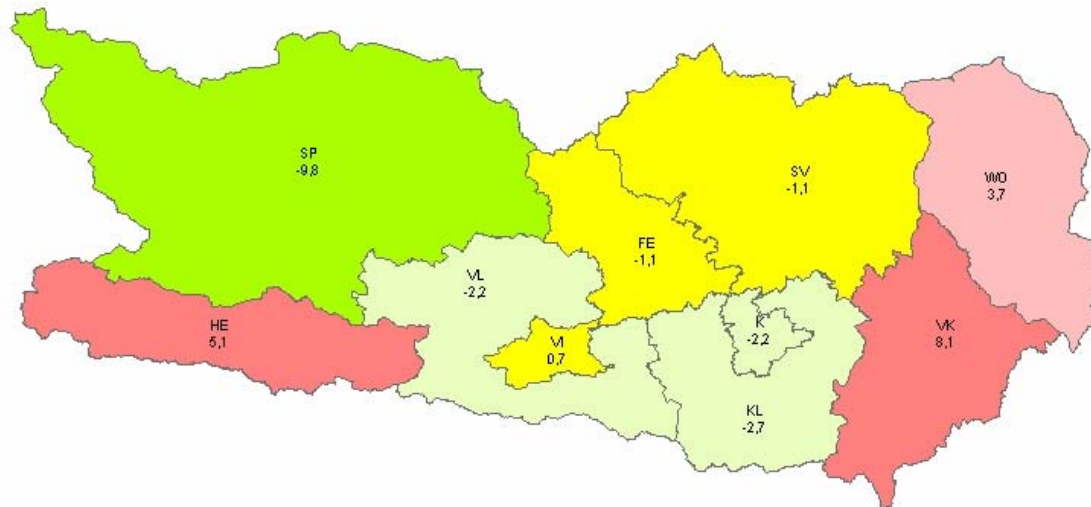 SP
-9,8
SV
-1,1
WO
3,7
FE
-1,1
VL
-2,2
HE
5,1
VI
0,7
K
-2,2
VK
8,1
KL
-2,7